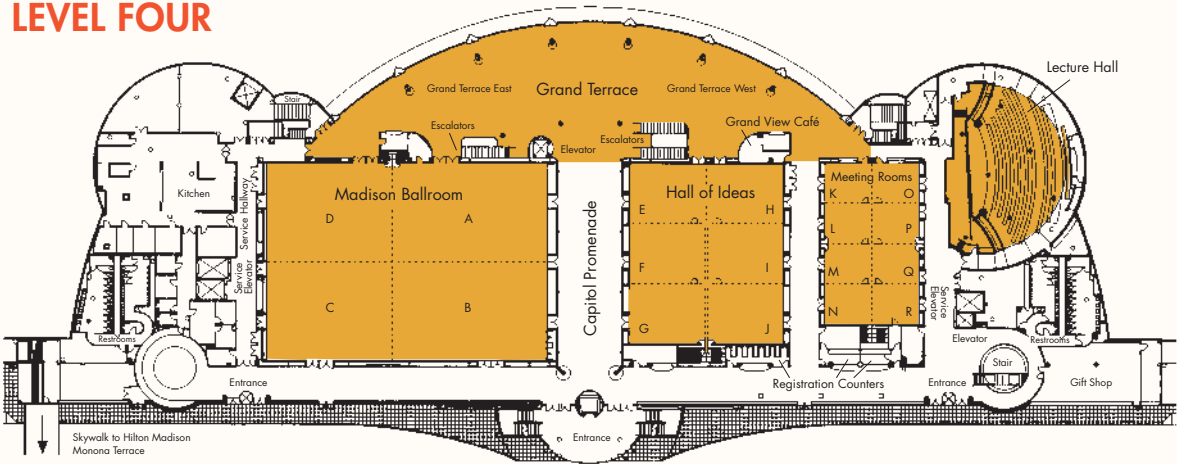 LEVEL FOUR
Lecture Hall
Grand Terrace East
Grand Terrace
Grand Terrace West
Stair
Escalators
Elevator
Escalators
Grand View Café
Kitchen
Service Hallway
Service
Elevator
Madison Ballroom
D
A
C
B
Capitol Promenade
Hall of Ideas
E
H
F
I
G
J
Meeting Rooms
K
O
L
P
M
Q
N
R
Service
Elevator
Elevator
Restrooms
Restrooms
Stair
Gift Shop
Registration Counters
Entrance
Entrance
Entrance
Skywalk to Hilton Madison
Monona Terrace